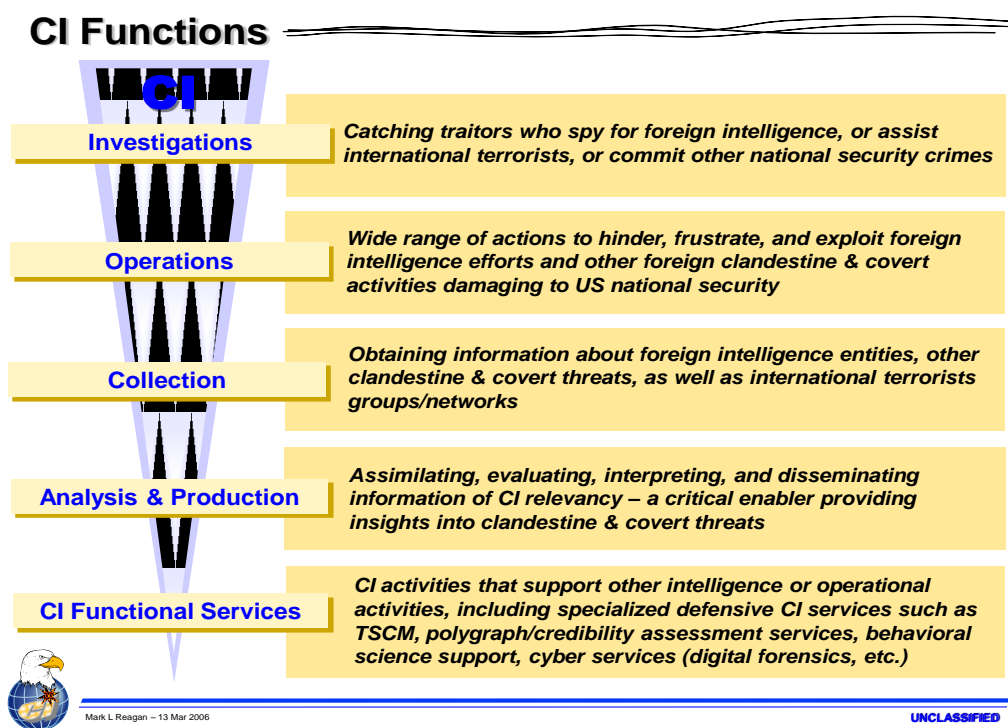 CI Functions
CI
Investigations
Catching traitors who spy for foreign intelligence, or assist
international terrorists, or commit other national security crimes
Operations
Wide range of actions to hinder, frustrate, and exploit foreign
intelligence efforts and other foreign clandestine & covert
activities damaging to US national security
Collection
Obtaining information about foreign intelligence entities, other
clandestine & covert threats, as well as international terrorists
groups/networks
Analysis & Production
Assimilating, evaluating, interpreting, and disseminating
information of CI relevancy – a critical enabler providing
insights into clandestine & covert threats
CI Functional Services
CI activities that support other intelligence or operational
activities, including specialized defensive CI services such as
TSCM, polygraph/credibility assessment services, behavioral
science support, cyber services (digital forensics, etc.)
CI
Mark L Reagan – 13 Mar 2006
UNCLASSIFIED